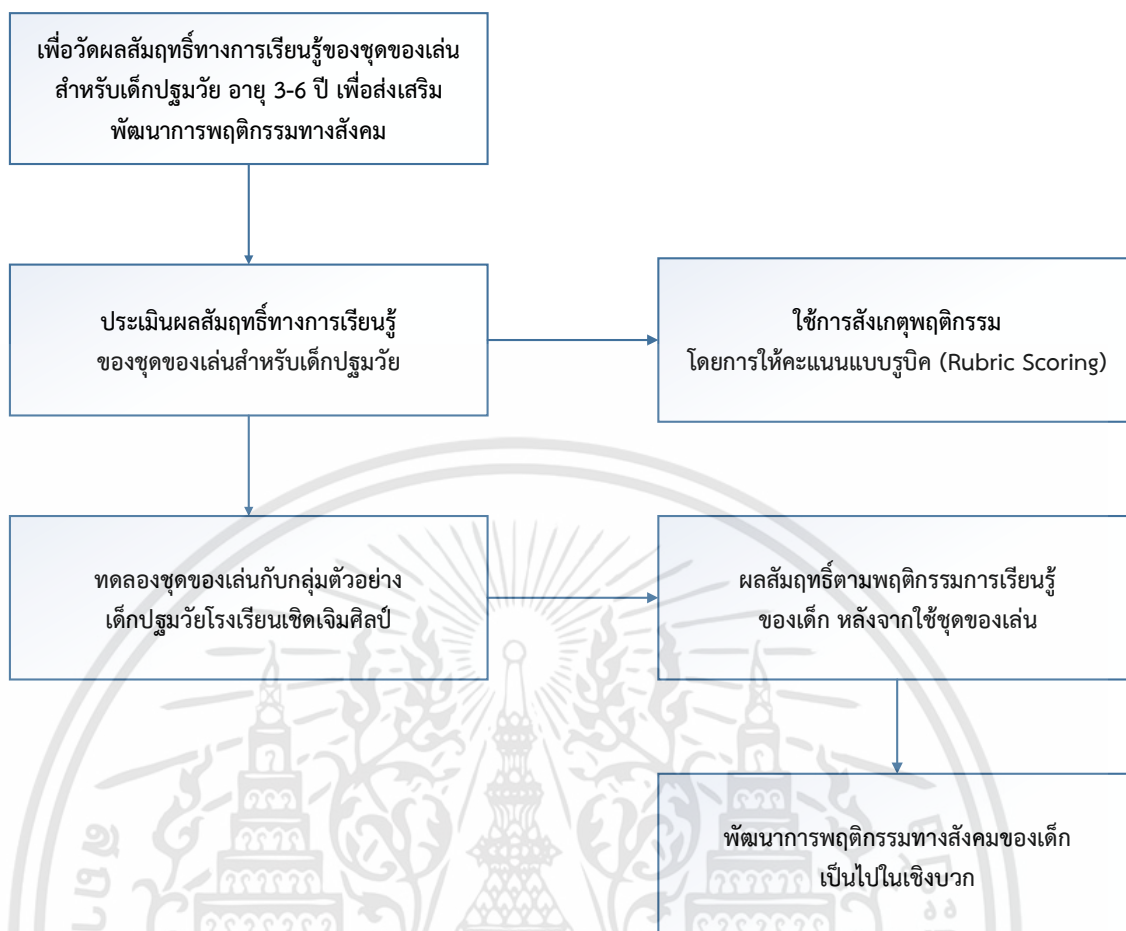 เพื่อวัดผลสัมฤทธิ์ทางการเรียนรู้ของชุดของเล่น
สำหรับเด็กปฐมวัย อายุ 3-6 ปี เพื่อส่งเสริม
พัฒนาการพฤติกรรมทางสังคม
ประเมินผลสัมฤทธิ์ทางการเรียนรู้
ของชุดของเล่นสำหรับเด็กปฐมวัย
ใช้การสังเกตุพฤติกรรม
โดยการให้คะแนนแบบรูบิค (Rubric Scoring)
ทดลองชุดของเล่นกับกลุ่มตัวอย่าง
เด็กปฐมวัยโรงเรียนเชิดเจิมศิลป์
ผลสัมฤทธิ์ตามพฤติกรรมการเรียนรู้
ของเด็ก หลังจากใช้ชุดของเล่น
พัฒนาการพฤติกรรมทางสังคมของเด็ก
เป็นไปในเชิงบวก